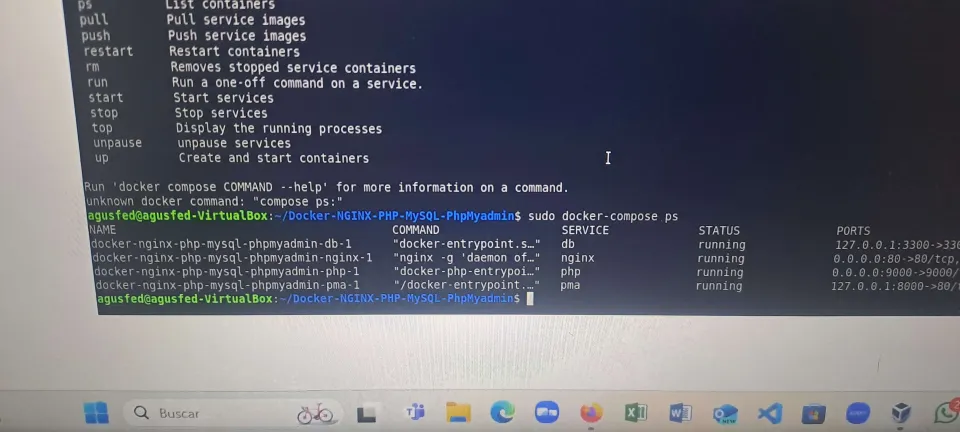 ps List containers
pull Pull service images
push Push service images
restart Restart containers
rm Removes stopped service containers
run Run a one-off command on a service.
start Start services
stop Stop services
top Display the running processes
unpause unpause services
up Create and start containers
Run 'docker compose COMMAND --help' for more information on a command.
unknown docker command: "compose ps:"
agusfed@agusfed-VirtualBox:~/Docker-NGINX-PHP-MySQL-PhpMyadmin$ sudo docker-compose ps
NAME COMMAND SERVICE STATUS PORTS
docker-nginx-php-mysql-phpmyadmin-db-1 "docker-entrypoint.s…" db running 127.0.0.1:3300->330
docker-nginx-php-mysql-phpmyadmin-nginx-1 "nginx -g 'daemon of…" nginx running 0.0.0.0:80->80/tcp,
docker-nginx-php-mysql-phpmyadmin-php-1 "docker-php-entrypoi…" php running 0.0.0.0:9000->9000/
docker-nginx-php-mysql-phpmyadmin-pma-1 "/docker-entrypoint.…" pma running 127.0.0.1:8000->80/
agusfed@agusfed-VirtualBox:~/Docker-NGINX-PHP-MySQL-PhpMyadmin$
Buscar